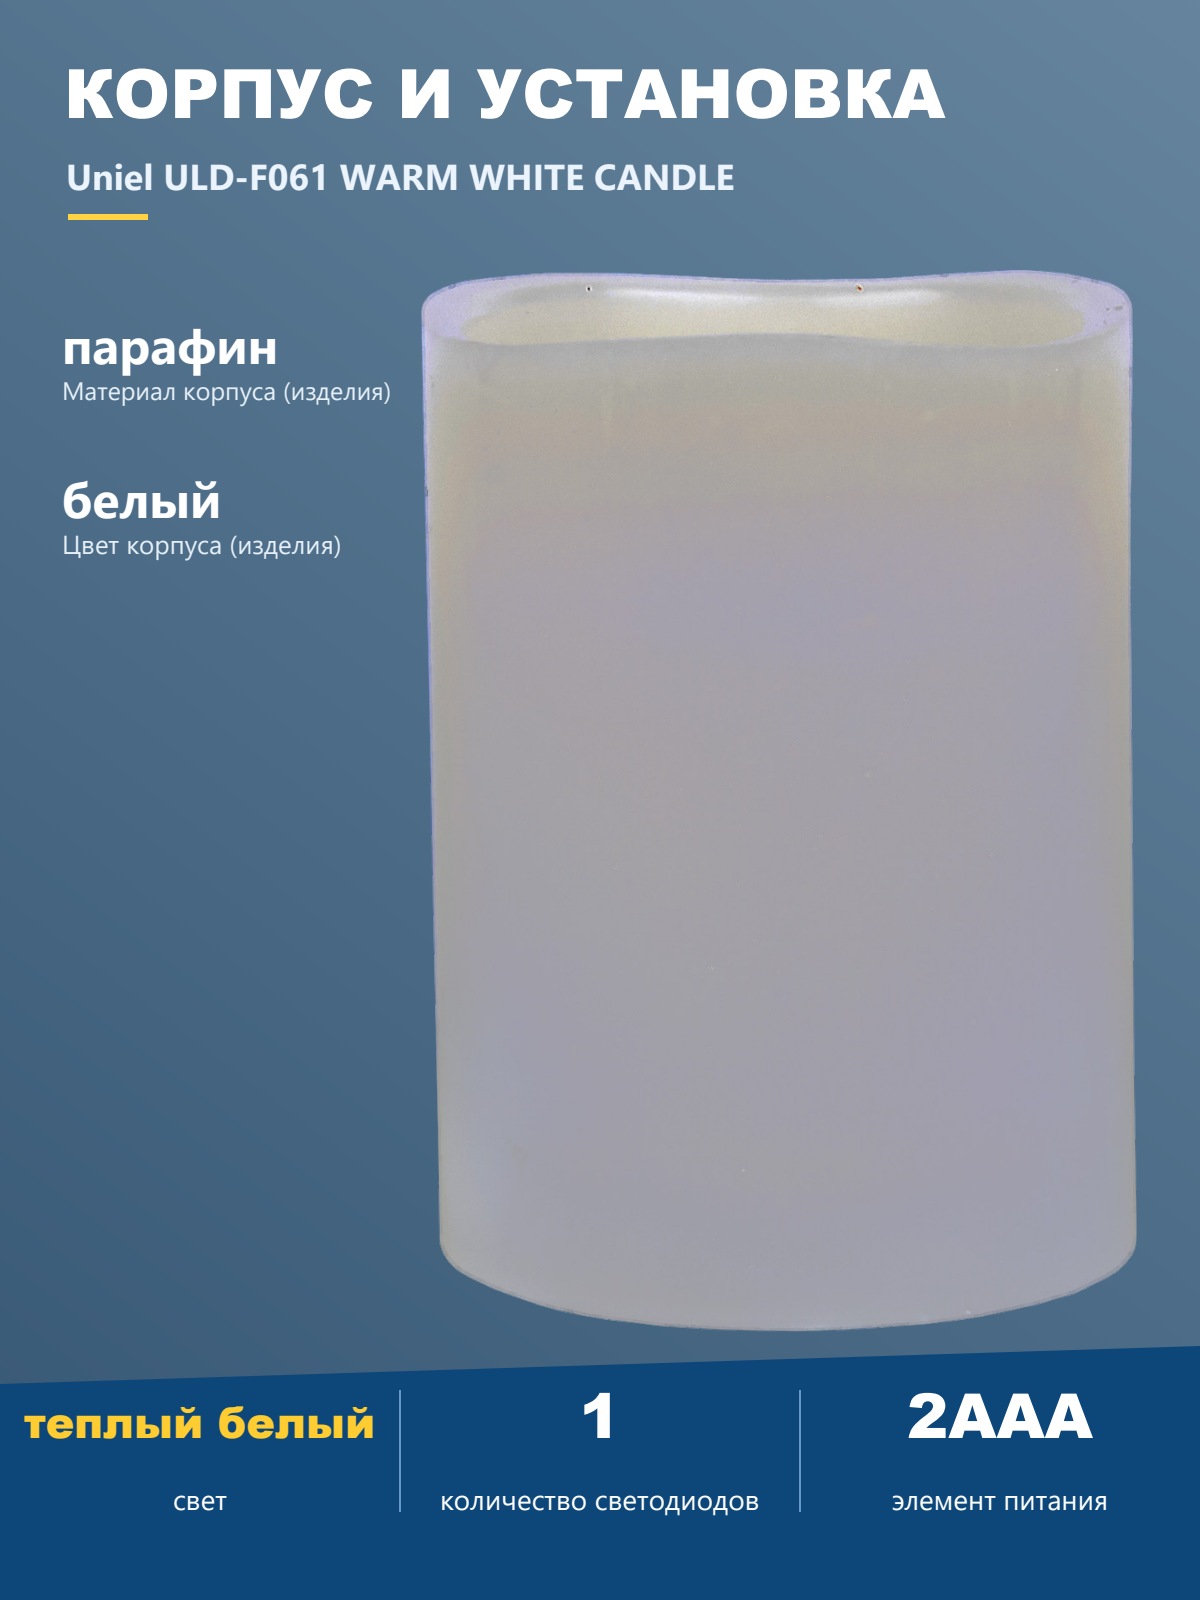 КОРПУС И УСТАНОВКА
Uniel ULD-F061 WARM WHITE CANDLE
парафин
Материал корпуса (изделия)
белый
Цвет корпуса (изделия)
теплый белый
свет
1
количество светодиодов
2AAA
элемент питания